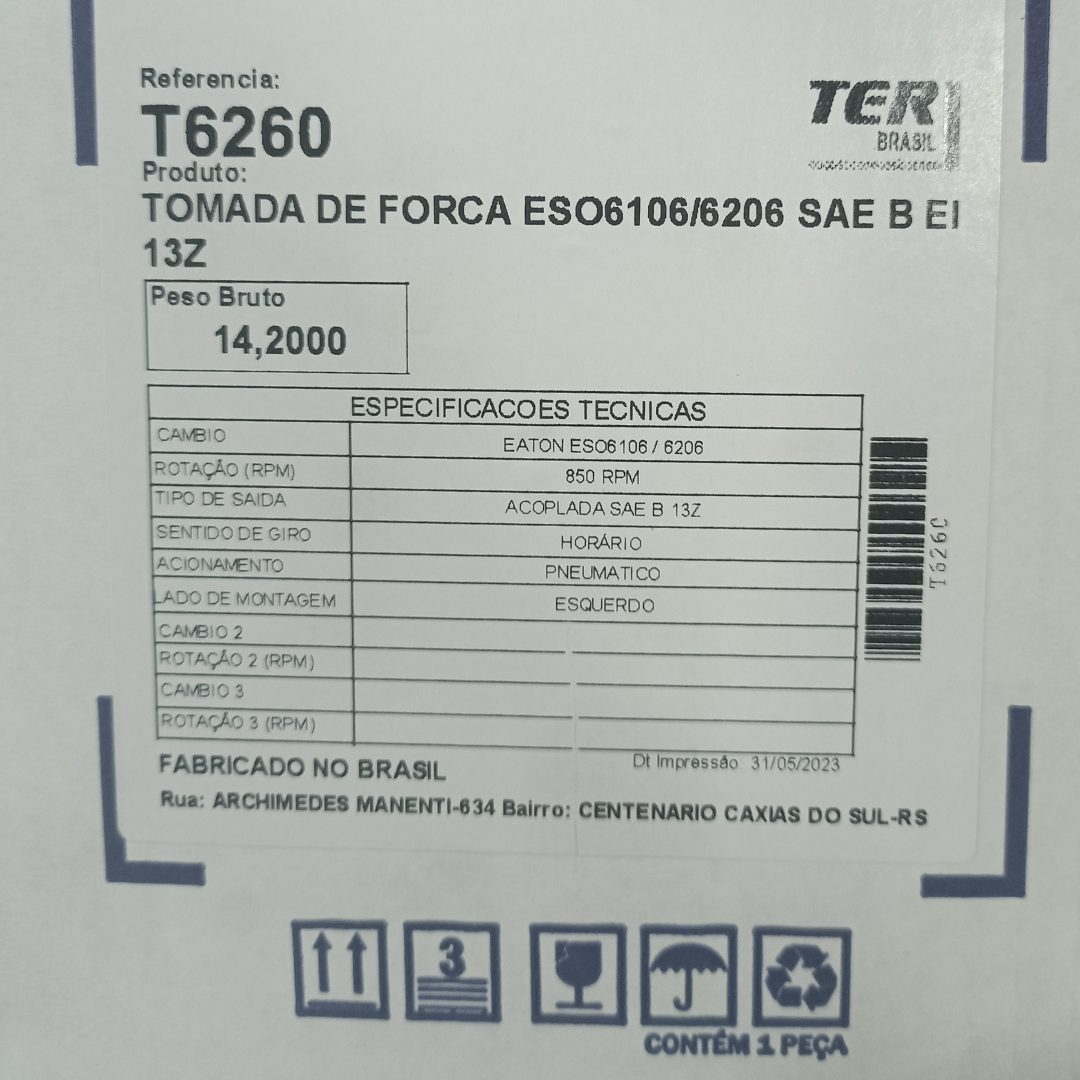 Referencia:
T6260
TER
BRASIL
Produto:
TOMADA DE FORCA ESO6106/6206 SAE B EI
13Z
Peso Bruto
14,2000
ESPECIFICACOES TECNICAS
CAMBIO EATON ESO6106 / 6206
ROTAÇÃO (RPM) 850 RPM
TIPO DE SAIDA ACOPLADA SAE B 13Z
SENTIDO DE GIRO HORÁRIO
ACIONAMENTO PNEUMATICO
LADO DE MONTAGEM ESQUERDO
CAMBIO 2
ROTAÇÃO 2 (RPM)
CAMBIO 3
ROTAÇÃO 3 (RPM)
T6260
FABRICADO NO BRASIL
Dt Impressão 31/05/2023
Rua: ARCHIMEDES MANENTI-634 Bairro: CENTENARIO CAXIAS DO SUL-RS
3
CONTÉM 1 PEÇA